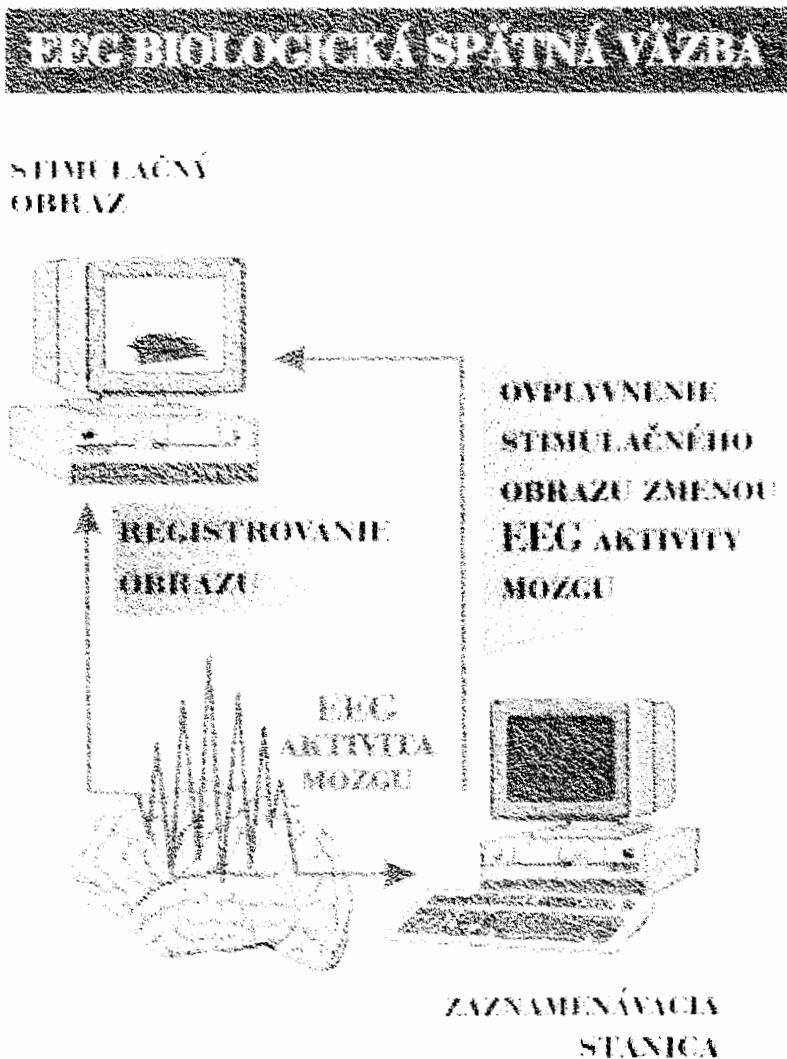 EEG BIOLOGICKÁ SPÄTNÁ VÄZBA
STIMULAČNÝ
OBRAZ
OVPLYVNENIE
STIMULAČNÉHO
OBRAZU ZMENOU
EEG AKTIVITY
MOZGU
REGISTROVANIE
OBRAZU
EEG
AKTIVITA
MOZGU
ZAZNAMENÁVACIA
STANICA